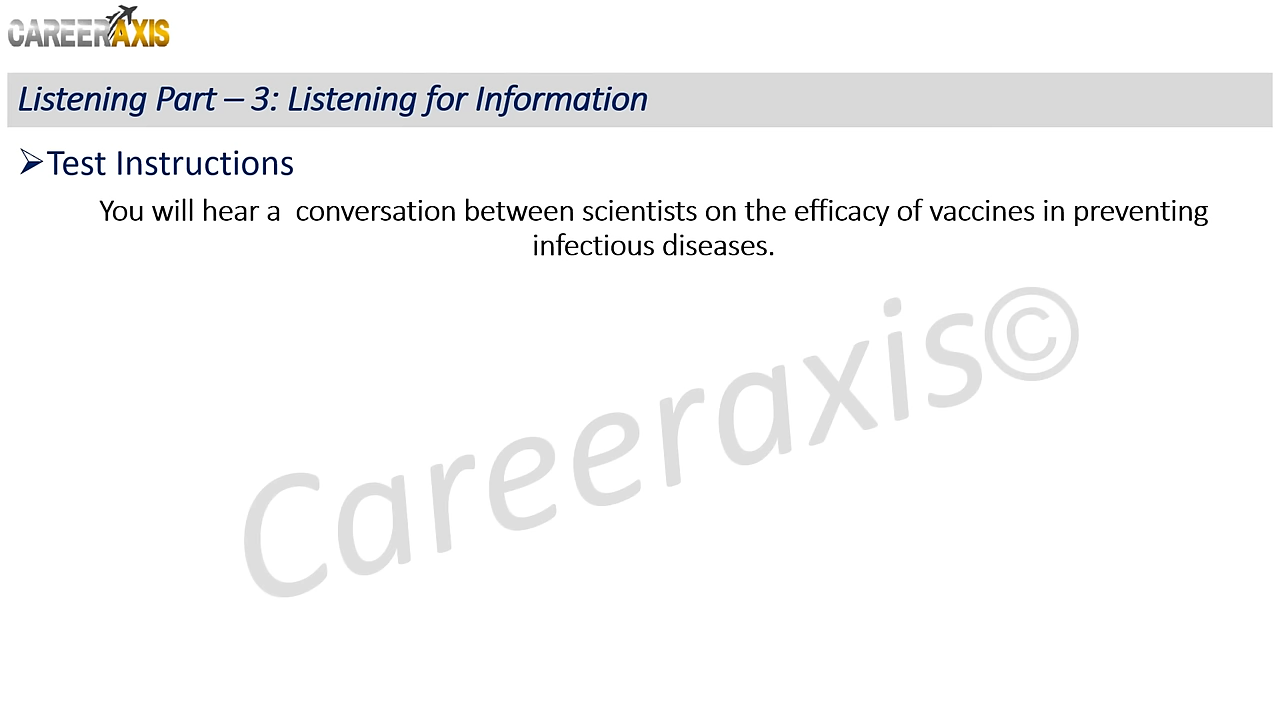 CAREERAXIS
Listening Part – 3: Listening for Information
➢Test Instructions
You will hear a  conversation between scientists on the efficacy of vaccines in preventing
infectious diseases.
Careeraxis©